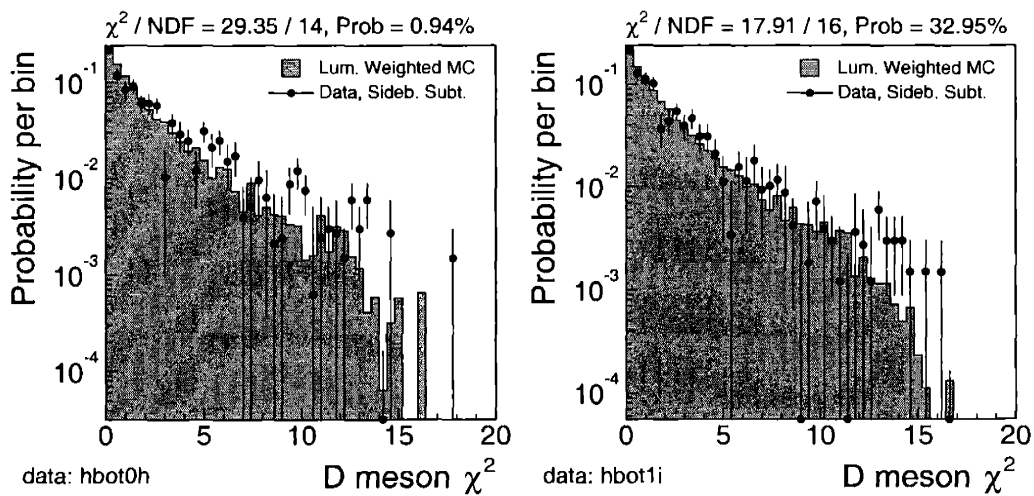 χ² / NDF = 29.35 / 14, Prob = 0.94%
Probability per bin
10⁻¹
10⁻²
10⁻³
10⁻⁴
Lum. Weighted MC
Data, Sideb. Subt.
0 5 10 15 20
data: hbot0h
D meson χ²
χ² / NDF = 17.91 / 16, Prob = 32.95%
Probability per bin
10⁻¹
10⁻²
10⁻³
10⁻⁴
Lum. Weighted MC
Data, Sideb. Subt.
0 5 10 15 20
data: hbot1i
D meson χ²